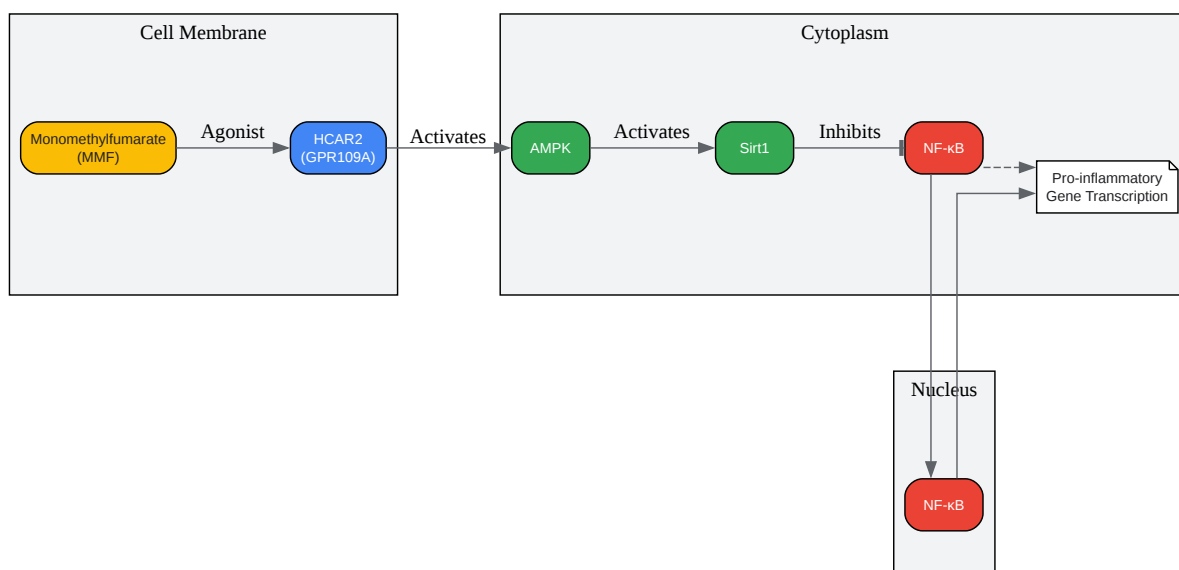 Cell Membrane
Cytoplasm
Monomethylfumarate
(MMF)
Agonist
HCAR2
(GPR109A)
Activates
AMPK
Activates
Sirt1
Inhibits
NF-κB
Pro-inflammatory
Gene Transcription
Nucleus
NF-κB